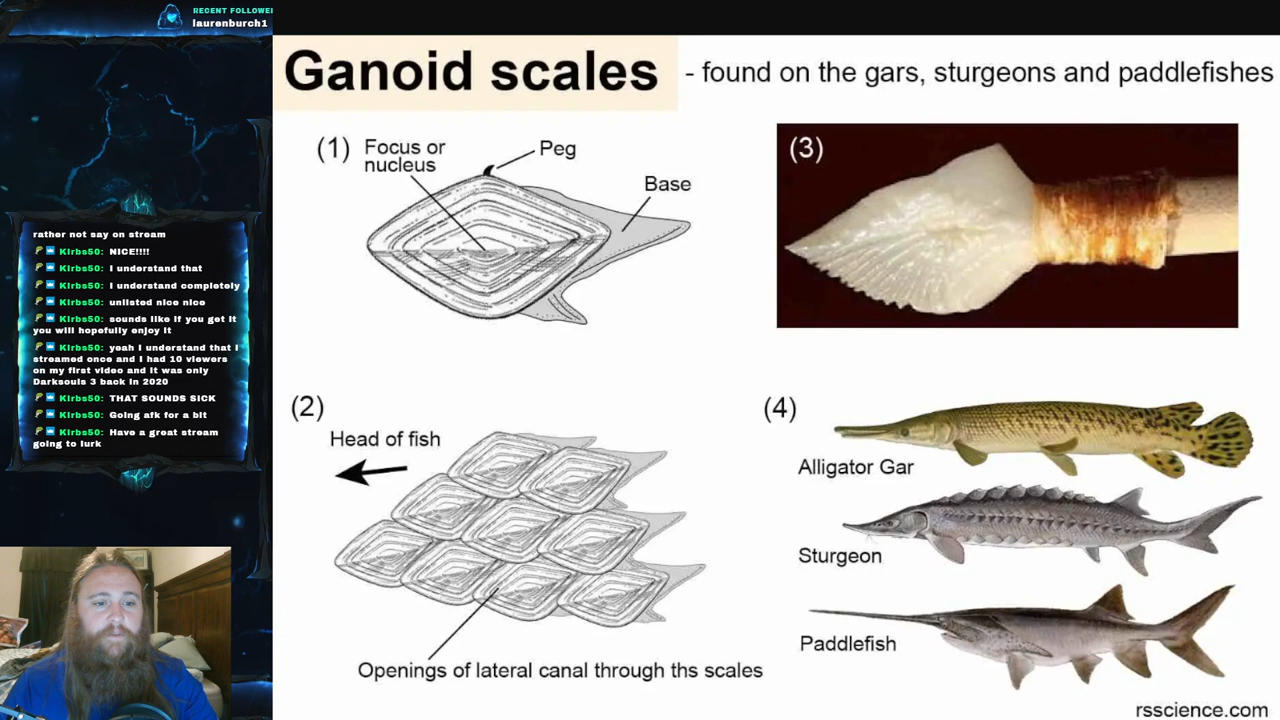 RECENT FOLLOWE
laurenburch1
rather not say on stream
Kirbs50: NICE!!!!
Kirbs50: I understand that
Kirbs50: I understand completely
Kirbs50: unlisted nice nice
Kirbs50: sounds like if you get it
you will hopefully enjoy it
Kirbs50: yeah I understand that I
streamed once and I had 10 viewers
on my first video and it was only
Darksouls 3 back in 2020
Kirbs50: THAT SOUNDS SICK
Kirbs50: Going afk for a bit
Kirbs50: Have a great stream
going to lurk
Ganoid scales - found on the gars, sturgeons and paddlefishes
(1)
Focus or
nucleus
Peg
Base
(3)
(2)
Head of fish
Openings of lateral canal through ths scales
(4)
Alligator Gar
Sturgeon
Paddlefish
rsscience.com